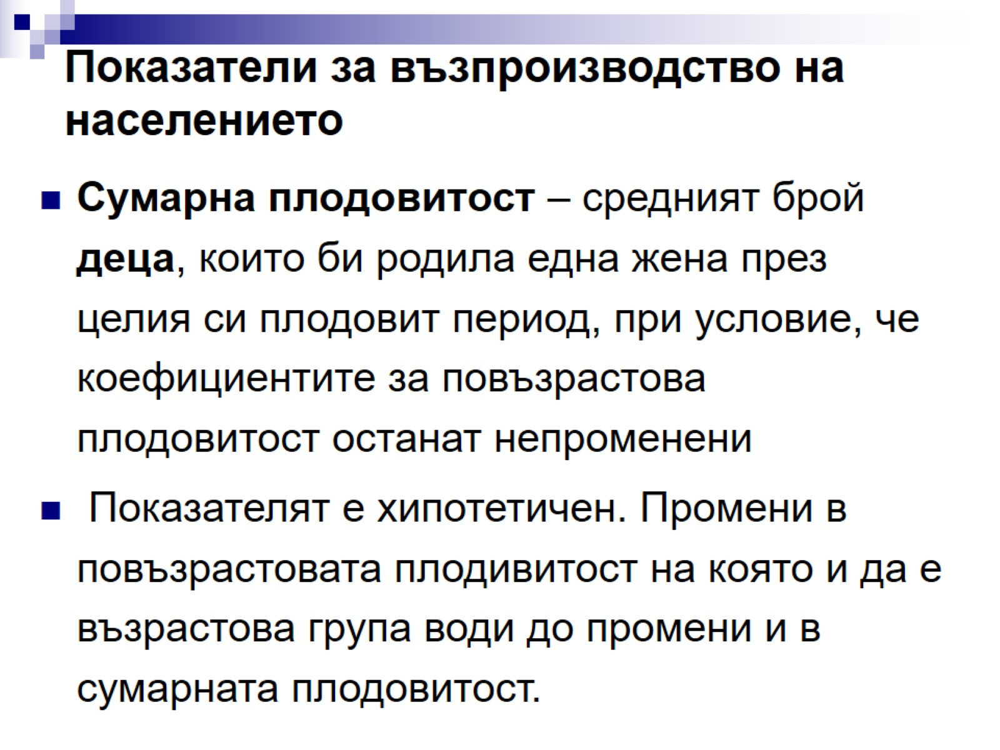 Показатели за възпроизводство на
населението
Сумарна плодовитост – средният брой
деца, които би родила една жена през
целия си плодовит период, при условие, че
коефициентите за повъзрастова
плодовитост останат непроменени
Показателят е хипотетичен. Промени в
повъзрастовата плодивитост на която и да е
възрастова група води до промени и в
сумарната плодовитост.